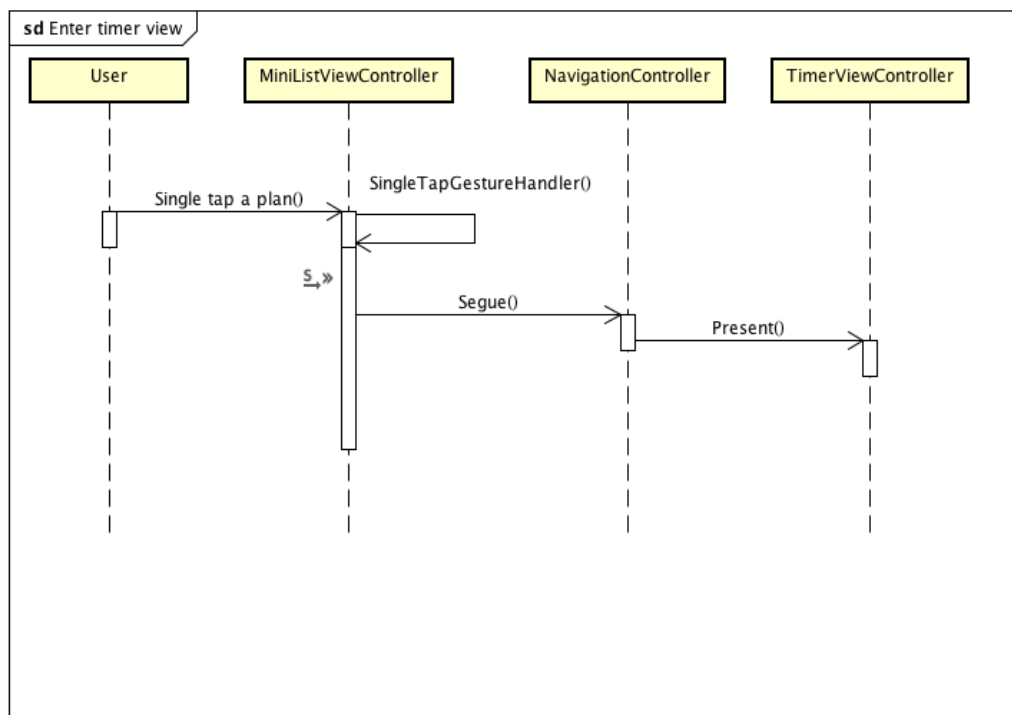 sd Enter timer view
User
MiniListViewController
NavigationController
TimerViewController
SingleTapGestureHandler()
Single tap a plan()
s
Segue()
Present()